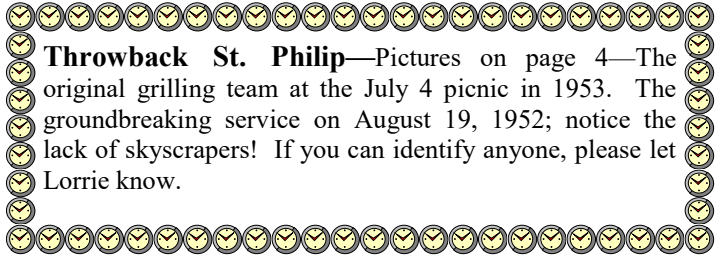 Throwback St. Philip—Pictures on page 4—The
original grilling team at the July 4 picnic in 1953. The
groundbreaking service on August 19, 1952; notice the
lack of skyscrapers! If you can identify anyone, please let
Lorrie know.